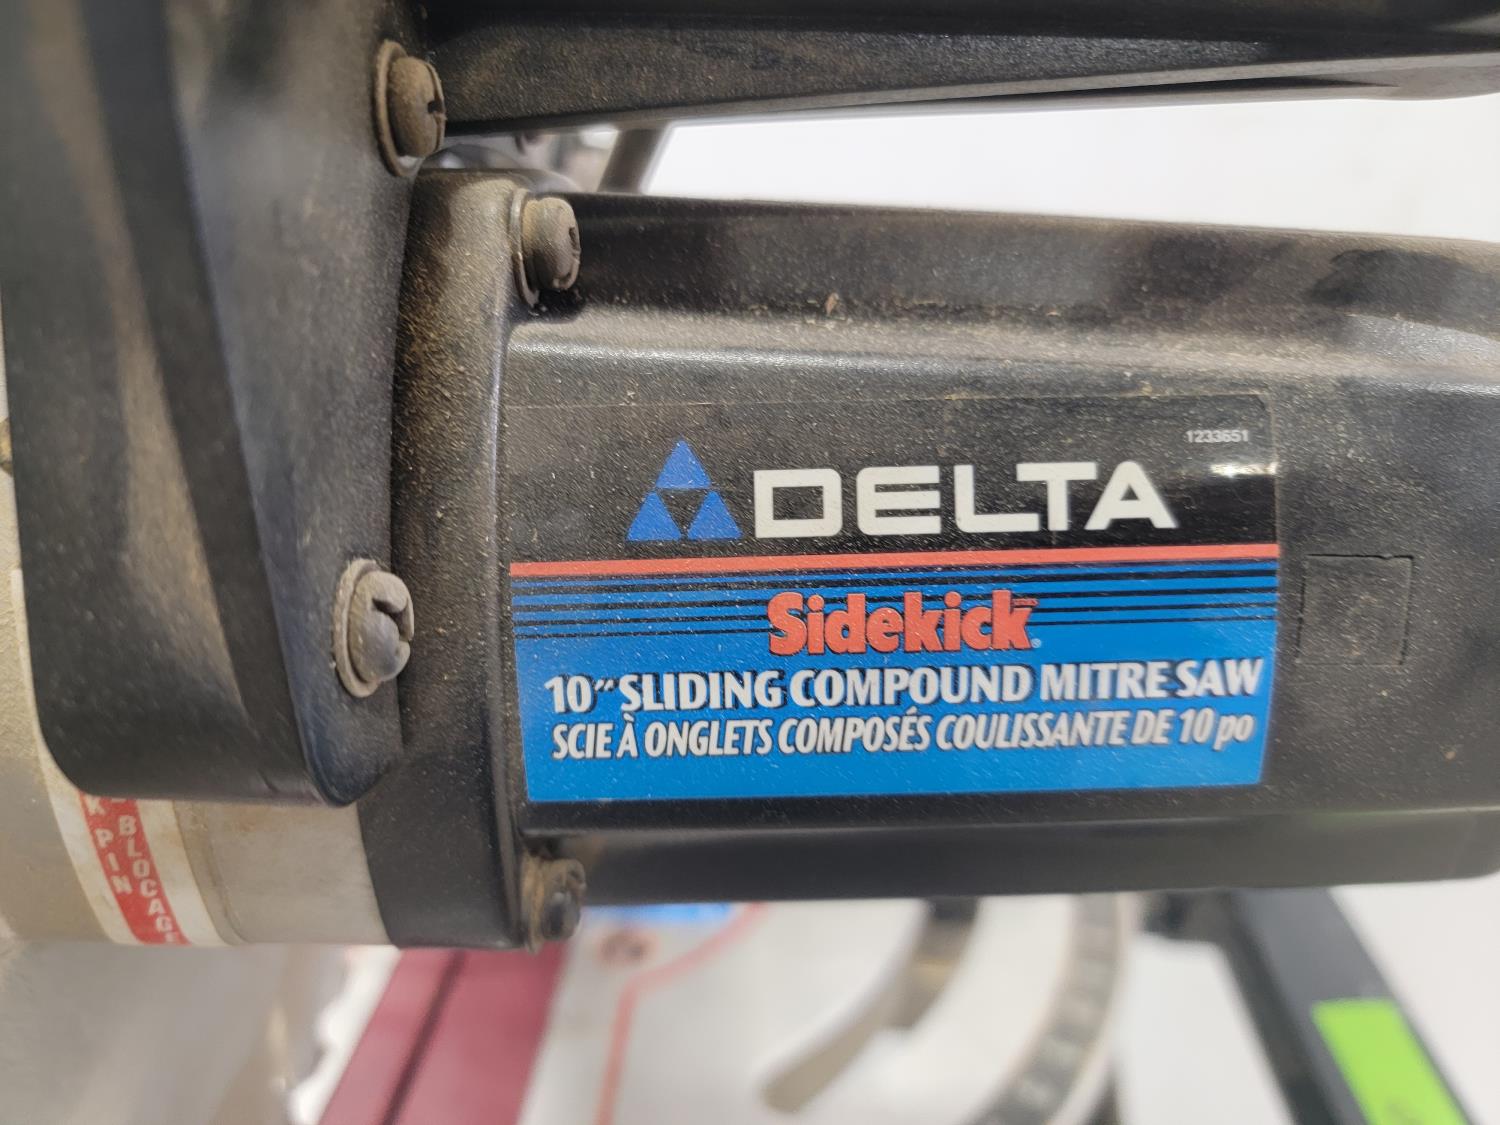 1233651
DELTA
Sidekick
10" SLIDING COMPOUND MITRE SAW
SCIE À ONGLETS COMPOSÉS COULISSANTE DE 10 po
K PIN
BLOCAGE